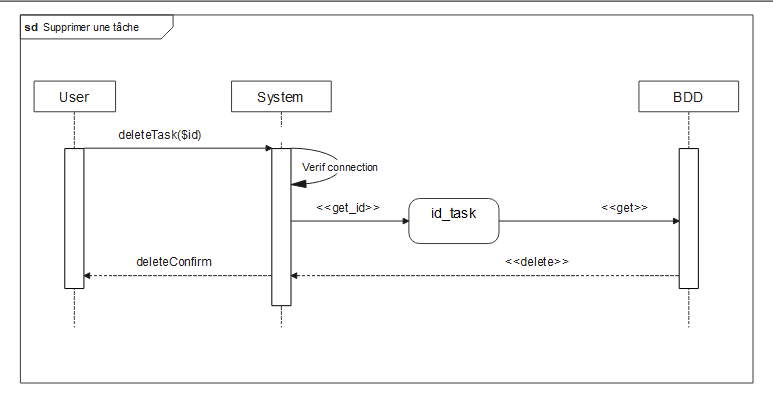 sd Supprimer une tâche
User
System
BDD
deleteTask($id)
Verif connection
<<get_id>>
id_task
<<get>>
deleteConfirm
<<delete>>